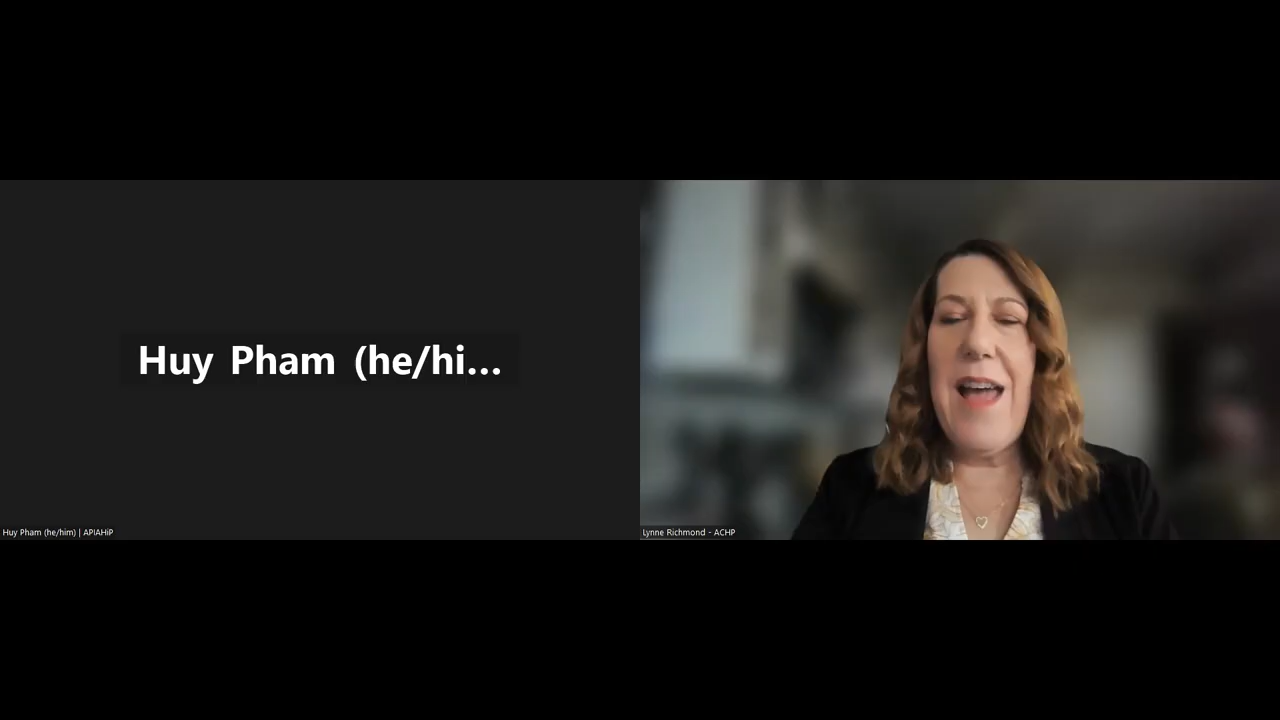 Huy Pham (he/hi...
Huy Pham (he/him) | APIAHiP
Lynne Richmond - ACHP